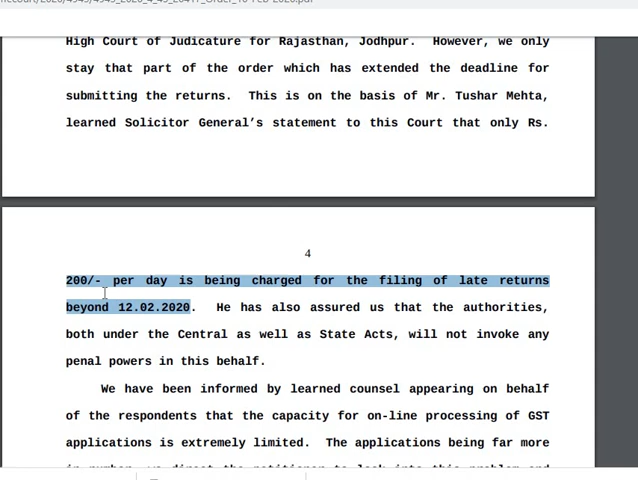 High Court of Judicature for Rajasthan, Jodhpur. However, we only
stay that part of the order which has extended the deadline for
submitting the returns. This is on the basis of Mr. Tushar Mehta,
learned Solicitor General's statement to this Court that only Rs.
4
200/- per day is being charged for the filing of late returns
beyond 12.02.2020. He has also assured us that the authorities,
both under the Central as well as State Acts, will not invoke any
penal powers in this behalf.
We have been informed by learned counsel appearing on behalf
of the respondents that the capacity for on-line processing of GST
applications is extremely limited. The applications being far more